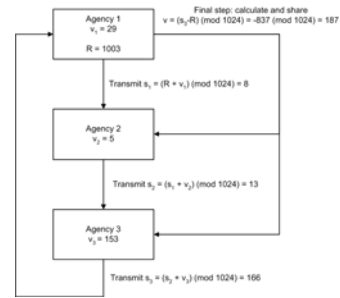 Agency 1
v₁ = 29
R = 1003
Final step: calculate and share
v = (s₃-R) (mod 1024) = -837 (mod 1024) = 187
Transmit s₁ = (R + v₁) (mod 1024) = 8
Agency 2
v₂ = 5
Transmit s₂ = (s₁ + v₂) (mod 1024) = 13
Agency 3
v₃ = 153
Transmit s₃ = (s₂ + v₃) (mod 1024) = 166